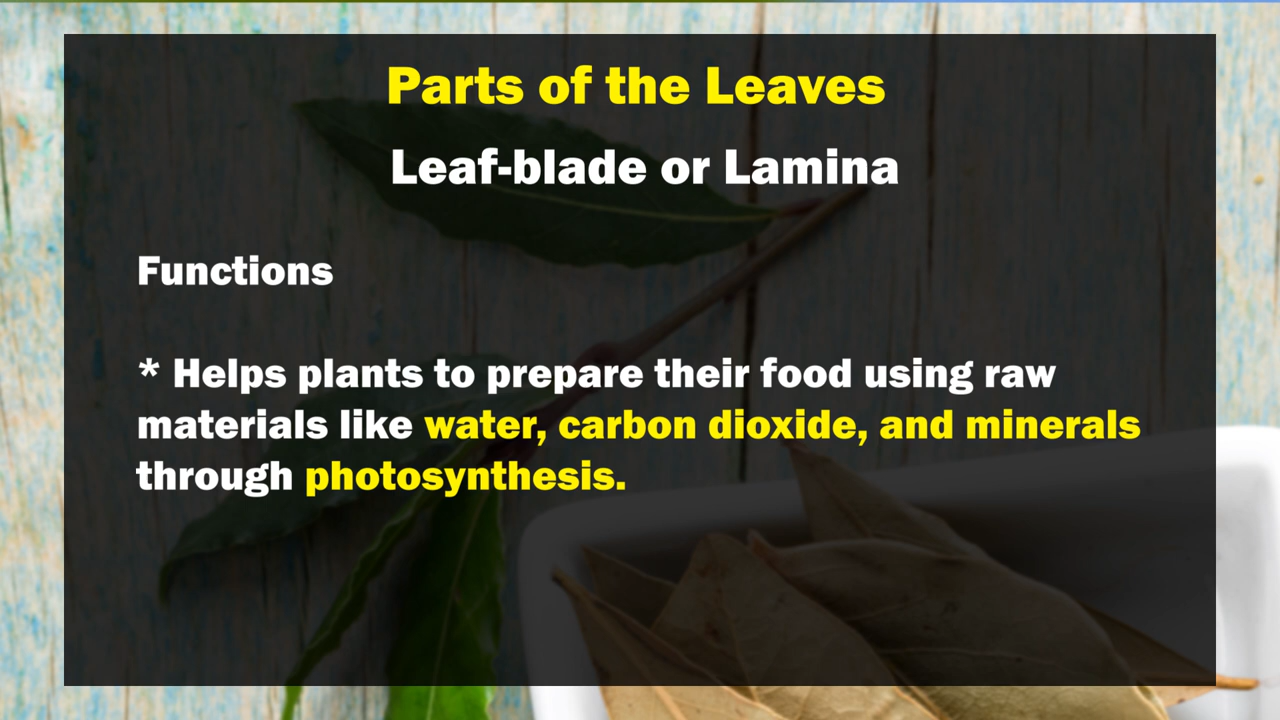 Parts of the Leaves
Leaf-blade or Lamina
Functions
* Helps plants to prepare their food using raw
materials like water, carbon dioxide, and minerals
through photosynthesis.